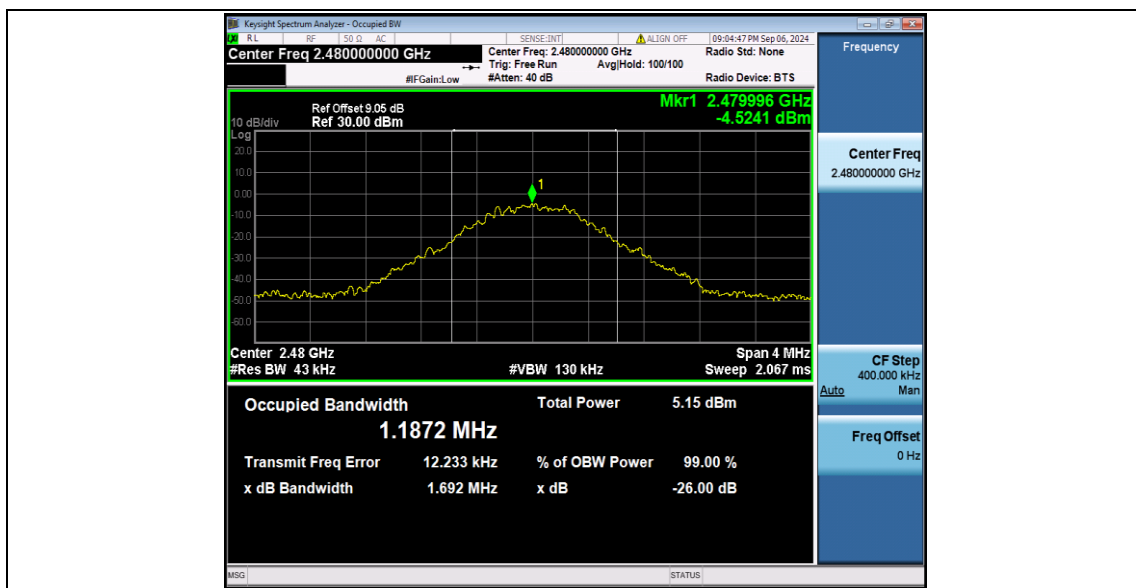 Keysight Spectrum Analyzer - Occupied BW
RL RF 50 Ω AC SENSE:INT ALIGN OFF 09:04:47 PM Sep 06, 2024
Center Freq 2.480000000 GHz
Center Freq: 2.480000000 GHz Radio Std: None
Trig: Free Run Avg|Hold: 100/100
#IFGain:Low #Atten: 40 dB Radio Device: BTS
Mkr1 2.479996 GHz
-4.5241 dBm
Ref Offset 9.05 dB
10 dB/div Ref 30.00 dBm
Log
20.0
10.0
0.00
-10.0
-20.0
-30.0
-40.0
-50.0
-60.0
1
Center 2.48 GHz Span 4 MHz
#Res BW 43 kHz #VBW 130 kHz Sweep 2.067 ms
Occupied Bandwidth Total Power 5.15 dBm
1.1872 MHz
Transmit Freq Error 12.233 kHz % of OBW Power 99.00 %
x dB Bandwidth 1.692 MHz x dB -26.00 dB
MSG STATUS
Frequency
Center Freq
2.480000000 GHz
CF Step
400.000 kHz
Auto Man
Freq Offset
0 Hz